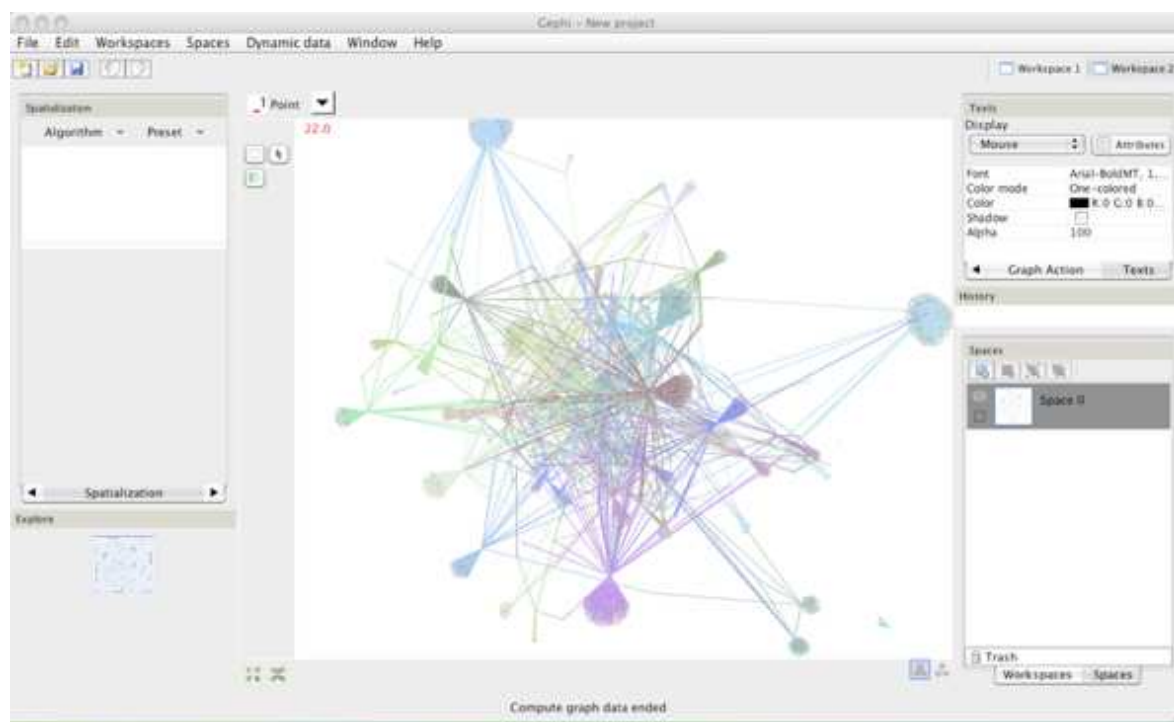 Gephi - New project
File Edit Workspaces Spaces Dynamic data Window Help
Workspace 1 Workspace 2
Spatialization
Algorithm Preset
1 Point
22.0
Texts
Display
Mouse Attributes
Font Arial-BoldMT, 1...
Color mode One-colored
Color R:0 G:0 B:0...
Shadow
Alpha 100
Graph Action Texts
History
Spaces
Space 0
Spatialization
Explore
Trash
Workspaces Spaces
Compute graph data ended